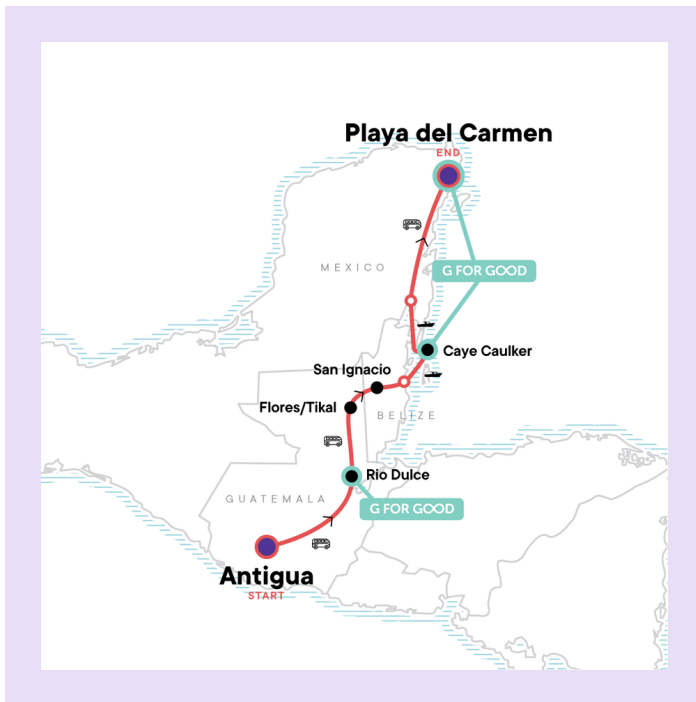 Playa del Carmen
END
MEXICO
G FOR GOOD
Caye Caulker
San Ignacio
Flores/Tikal
BELIZE
Rio Dulce
GUATEMALA
G FOR GOOD
Antigua
START